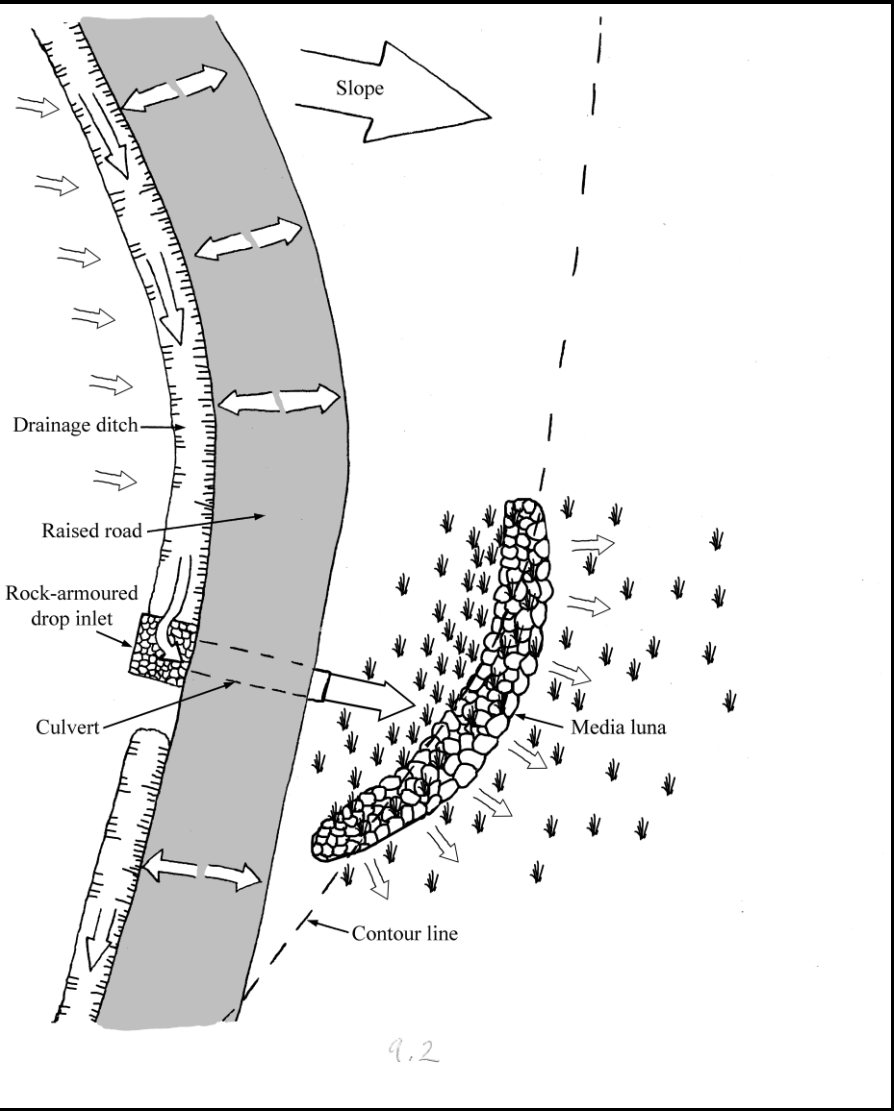 Slope
Drainage ditch
Raised road
Rock-armoured
drop inlet
Culvert
Media luna
Contour line
9.2